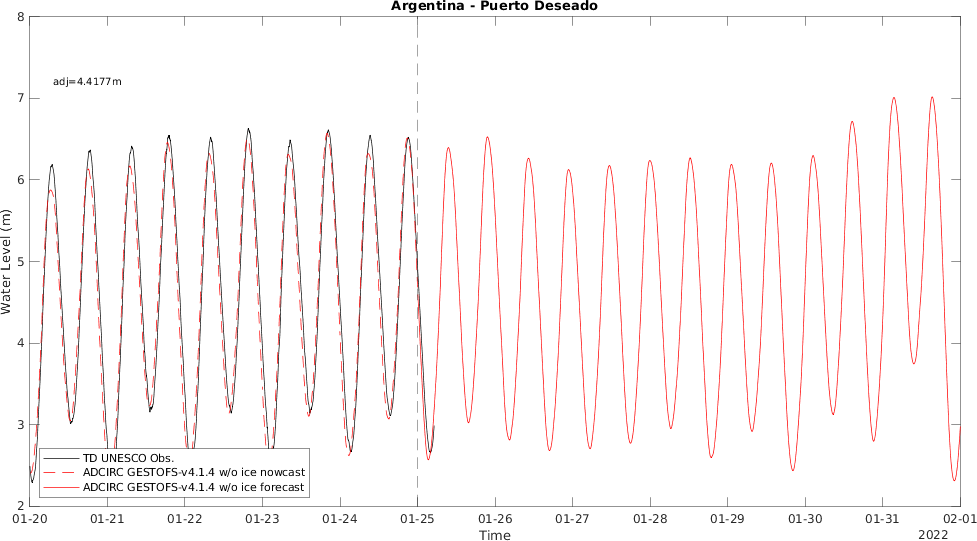 Argentina - Puerto Deseado
8
adj=4.4177m
7
6
5
4
3
2
Water Level (m)
TD UNESCO Obs.
ADCIRC GESTOFS-v4.1.4 w/o ice nowcast
ADCIRC GESTOFS-v4.1.4 w/o ice forecast
01-20 01-21 01-22 01-23 01-24 01-25 01-26 01-27 01-28 01-29 01-30 01-31 02-01
Time
2022